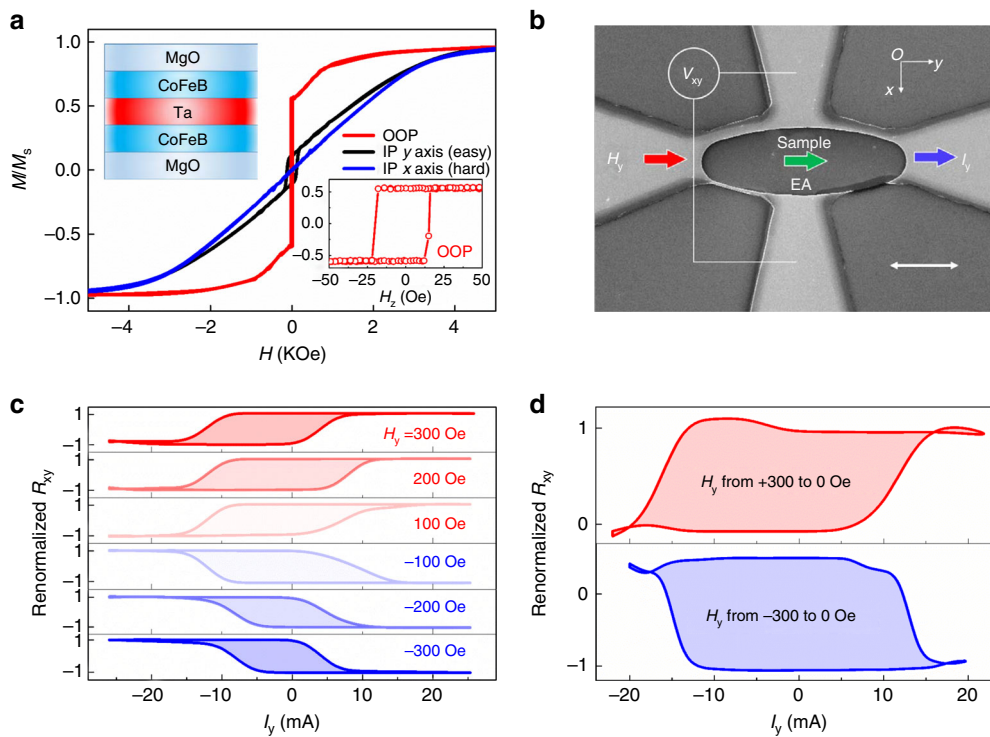 a
1.0
0.5
0.0
−0.5
−1.0
M/Ms
MgO
CoFeB
Ta
CoFeB
MgO
OOP
IP y axis (easy)
IP x axis (hard)
0.5
0.0
−0.5
OOP
−50 −25 0 25 50
Hz (Oe)
−4 −2 0 2 4
H (KOe)
b
Vxy
O
y
x
Hy
Sample
EA
Iy
c
Renormalized Rxy
1
−1
Hy =300 Oe
1
−1
200 Oe
1
−1
100 Oe
1
−1
−100 Oe
1
−1
−200 Oe
1
−1
−300 Oe
−20 −10 0 10 20
Iy (mA)
d
Renormalized Rxy
1
0
Hy from +300 to 0 Oe
0
−1
Hy from −300 to 0 Oe
−20 −10 0 10 20
Iy (mA)